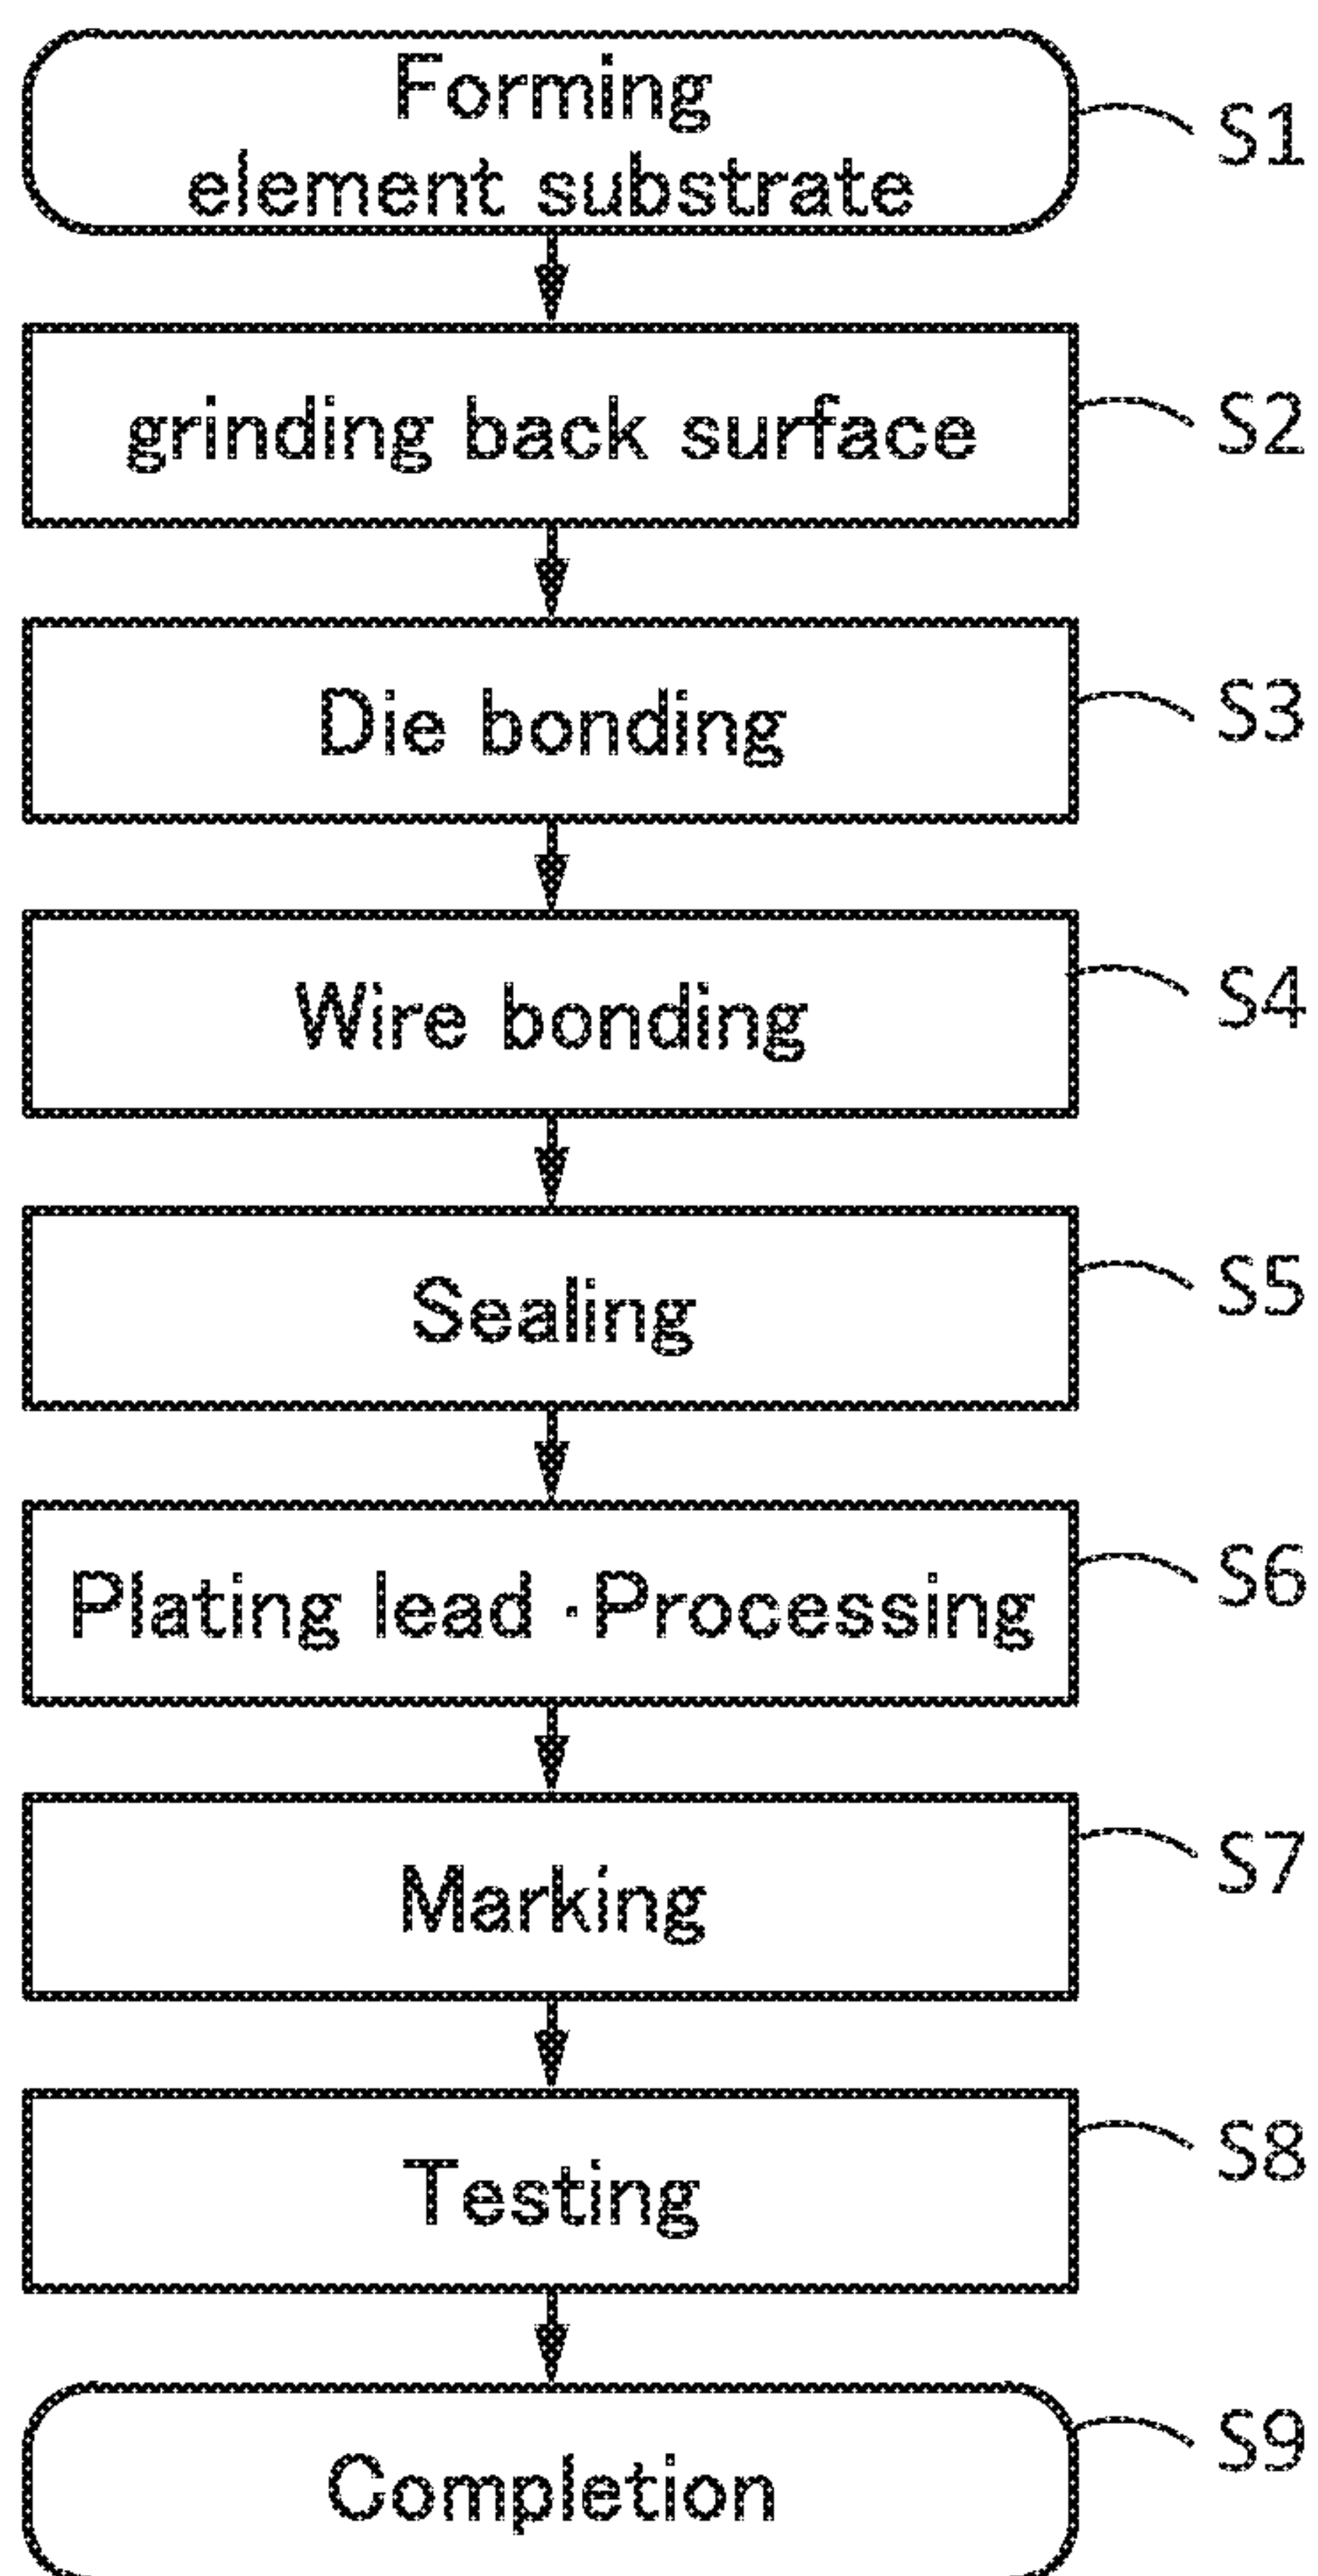 Forming
element substrate
S1
grinding back surface
S2
Die bonding
S3
Wire bonding
S4
Sealing
S5
Plating lead ·Processing
S6
Marking
S7
Testing
S8
Completion
S9